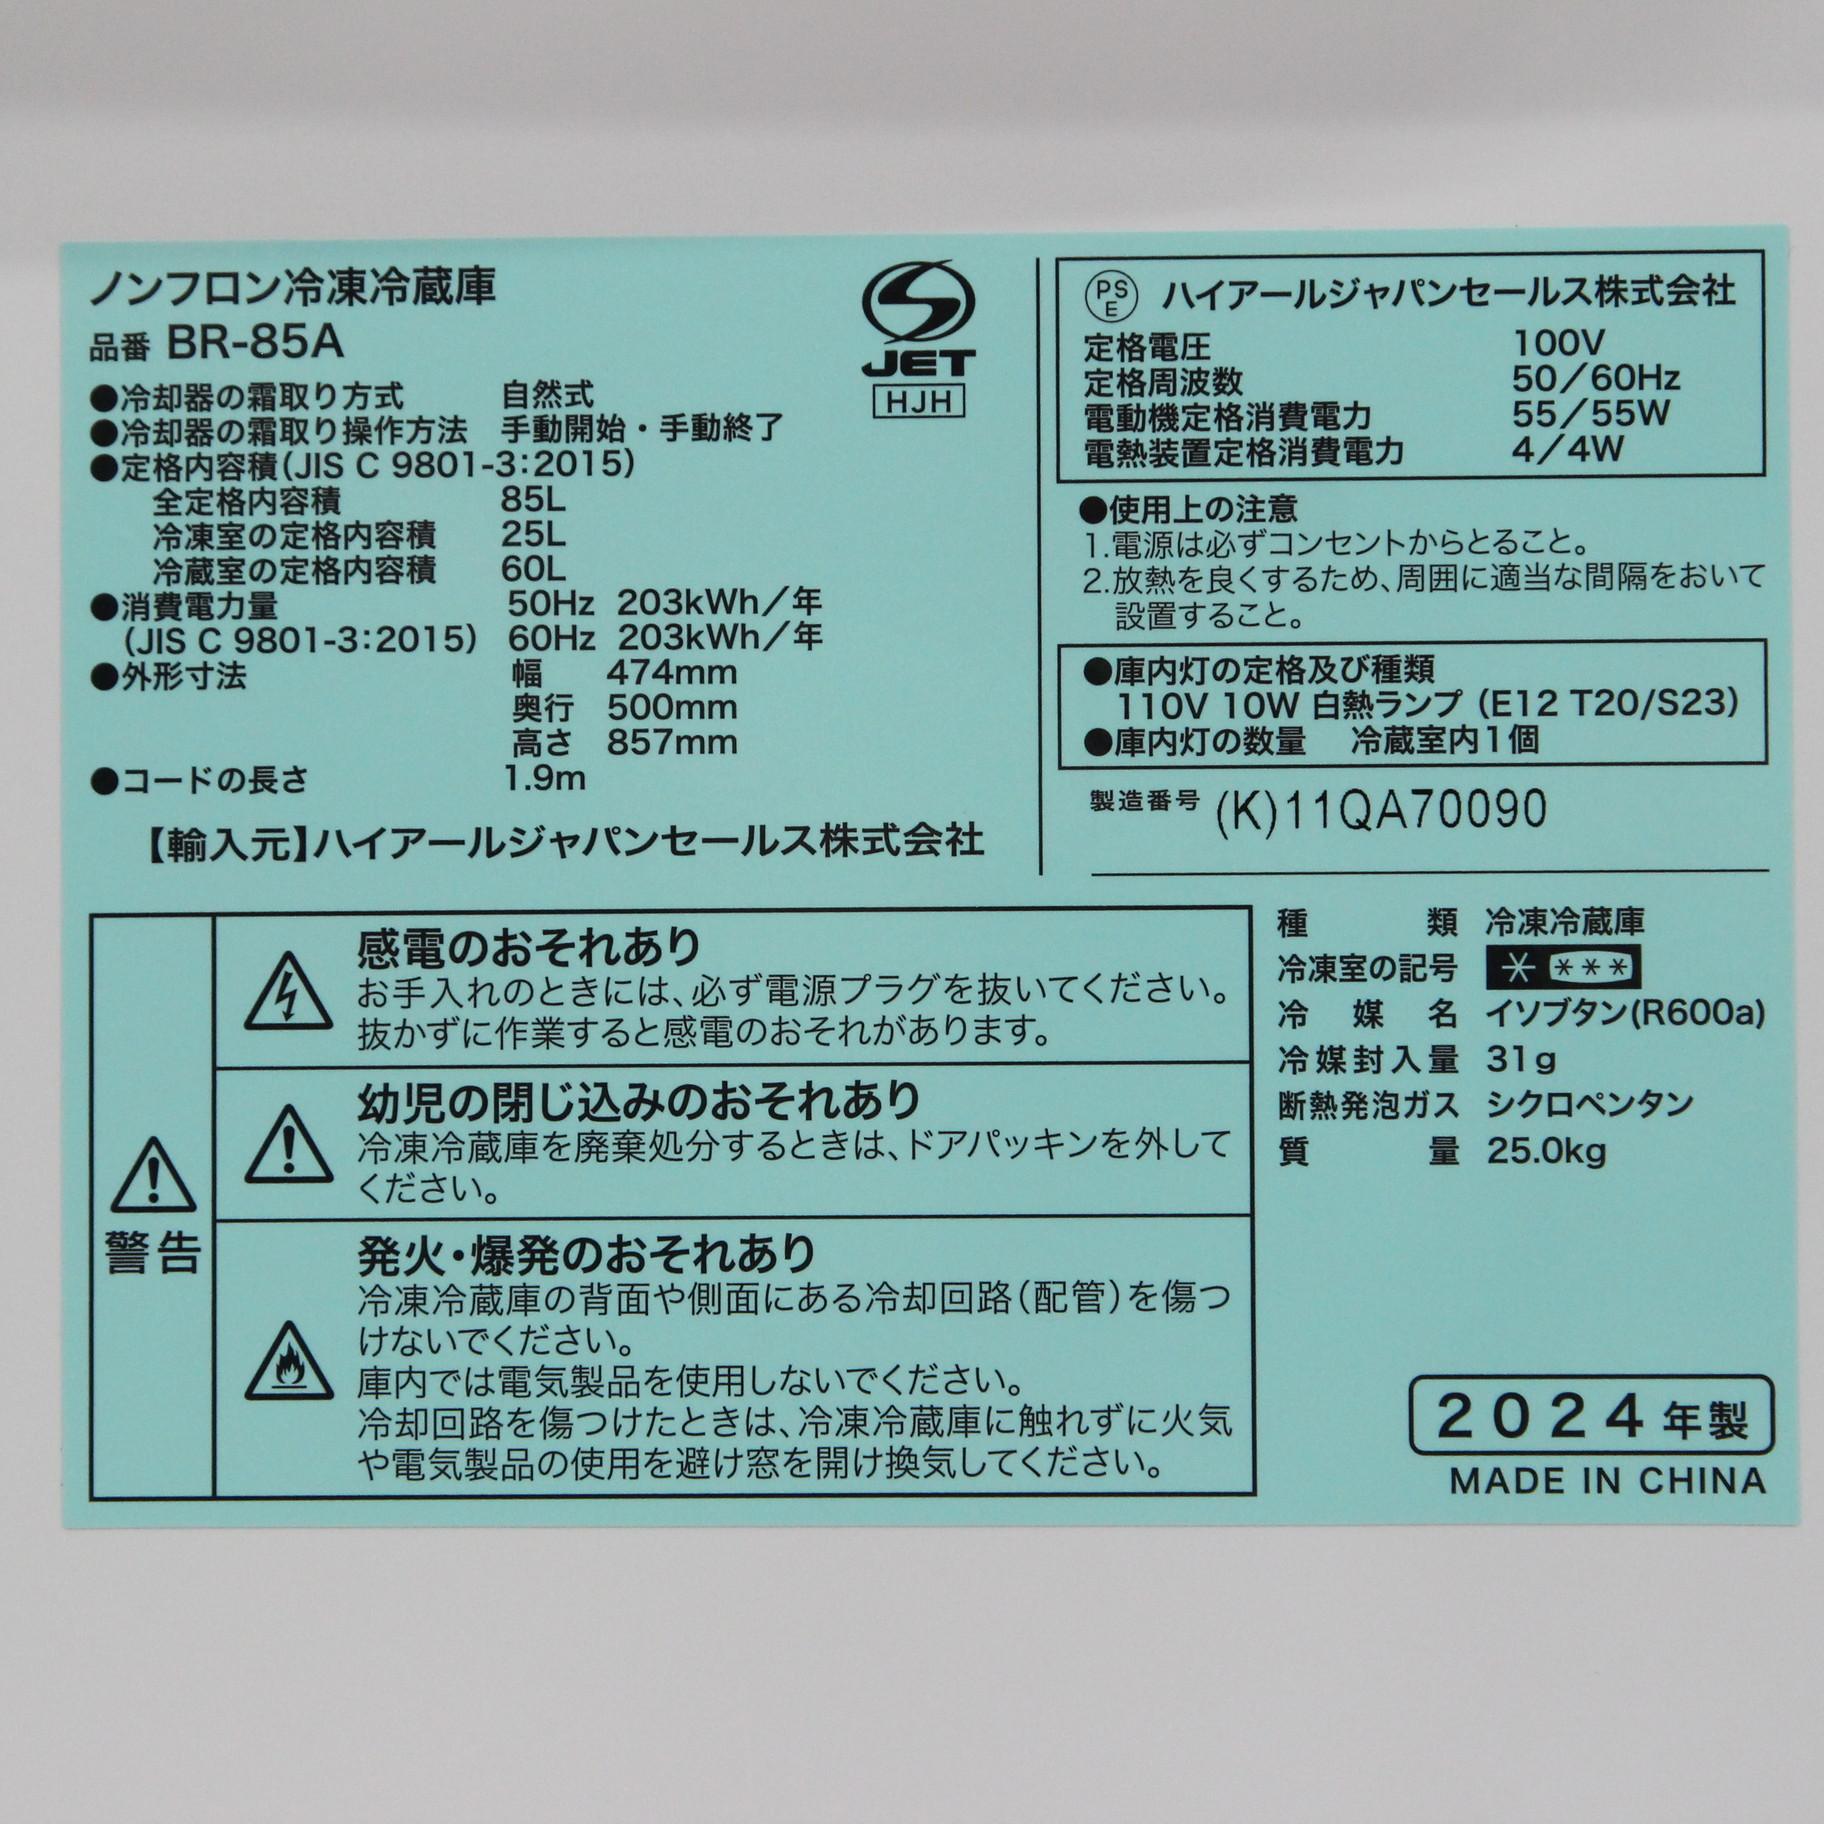 ノンフロン冷凍冷蔵庫
品番 BR-85A
●冷却器の霜取り方式 自然式
●冷却器の霜取り操作方法 手動開始・手動終了
●定格内容積(JIS C 9801-3:2015)
全定格内容積 85L
冷凍室の定格内容積 25L
冷蔵室の定格内容積 60L
●消費電力量 50Hz 203kWh/年
(JIS C 9801-3:2015) 60Hz 203kWh/年
●外形寸法 幅 474mm
奥行 500mm
高さ 857mm
●コードの長さ 1.9m
【輸入元】ハイアールジャパンセールス株式会社
JET
HJH
PSE ハイアールジャパンセールス株式会社
定格電圧 100V
定格周波数 50/60Hz
電動機定格消費電力 55/55W
電熱装置定格消費電力 4/4W
●使用上の注意
1.電源は必ずコンセントからとること。
2.放熱を良くするため、周囲に適当な間隔をおいて
設置すること。
●庫内灯の定格及び種類
110V 10W 白熱ランプ (E12 T20/S23)
●庫内灯の数量 冷蔵室内1個
製造番号 (K)11QA70090
警告
感電のおそれあり
お手入れのときには、必ず電源プラグを抜いてください。
抜かずに作業すると感電のおそれがあります。
幼児の閉じ込みのおそれあり
冷凍冷蔵庫を廃棄処分するときは、ドアパッキンを外して
ください。
発火・爆発のおそれあり
冷凍冷蔵庫の背面や側面にある冷却回路(配管)を傷つ
けないでください。
庫内では電気製品を使用しないでください。
冷却回路を傷つけたときは、冷凍冷蔵庫に触れずに火気
や電気製品の使用を避け窓を開け換気してください。
種類 冷凍冷蔵庫
冷凍室の記号 * ***
冷媒名 イソブタン(R600a)
冷媒封入量 31g
断熱発泡ガス シクロペンタン
質量 25.0kg
2024年製
MADE IN CHINA